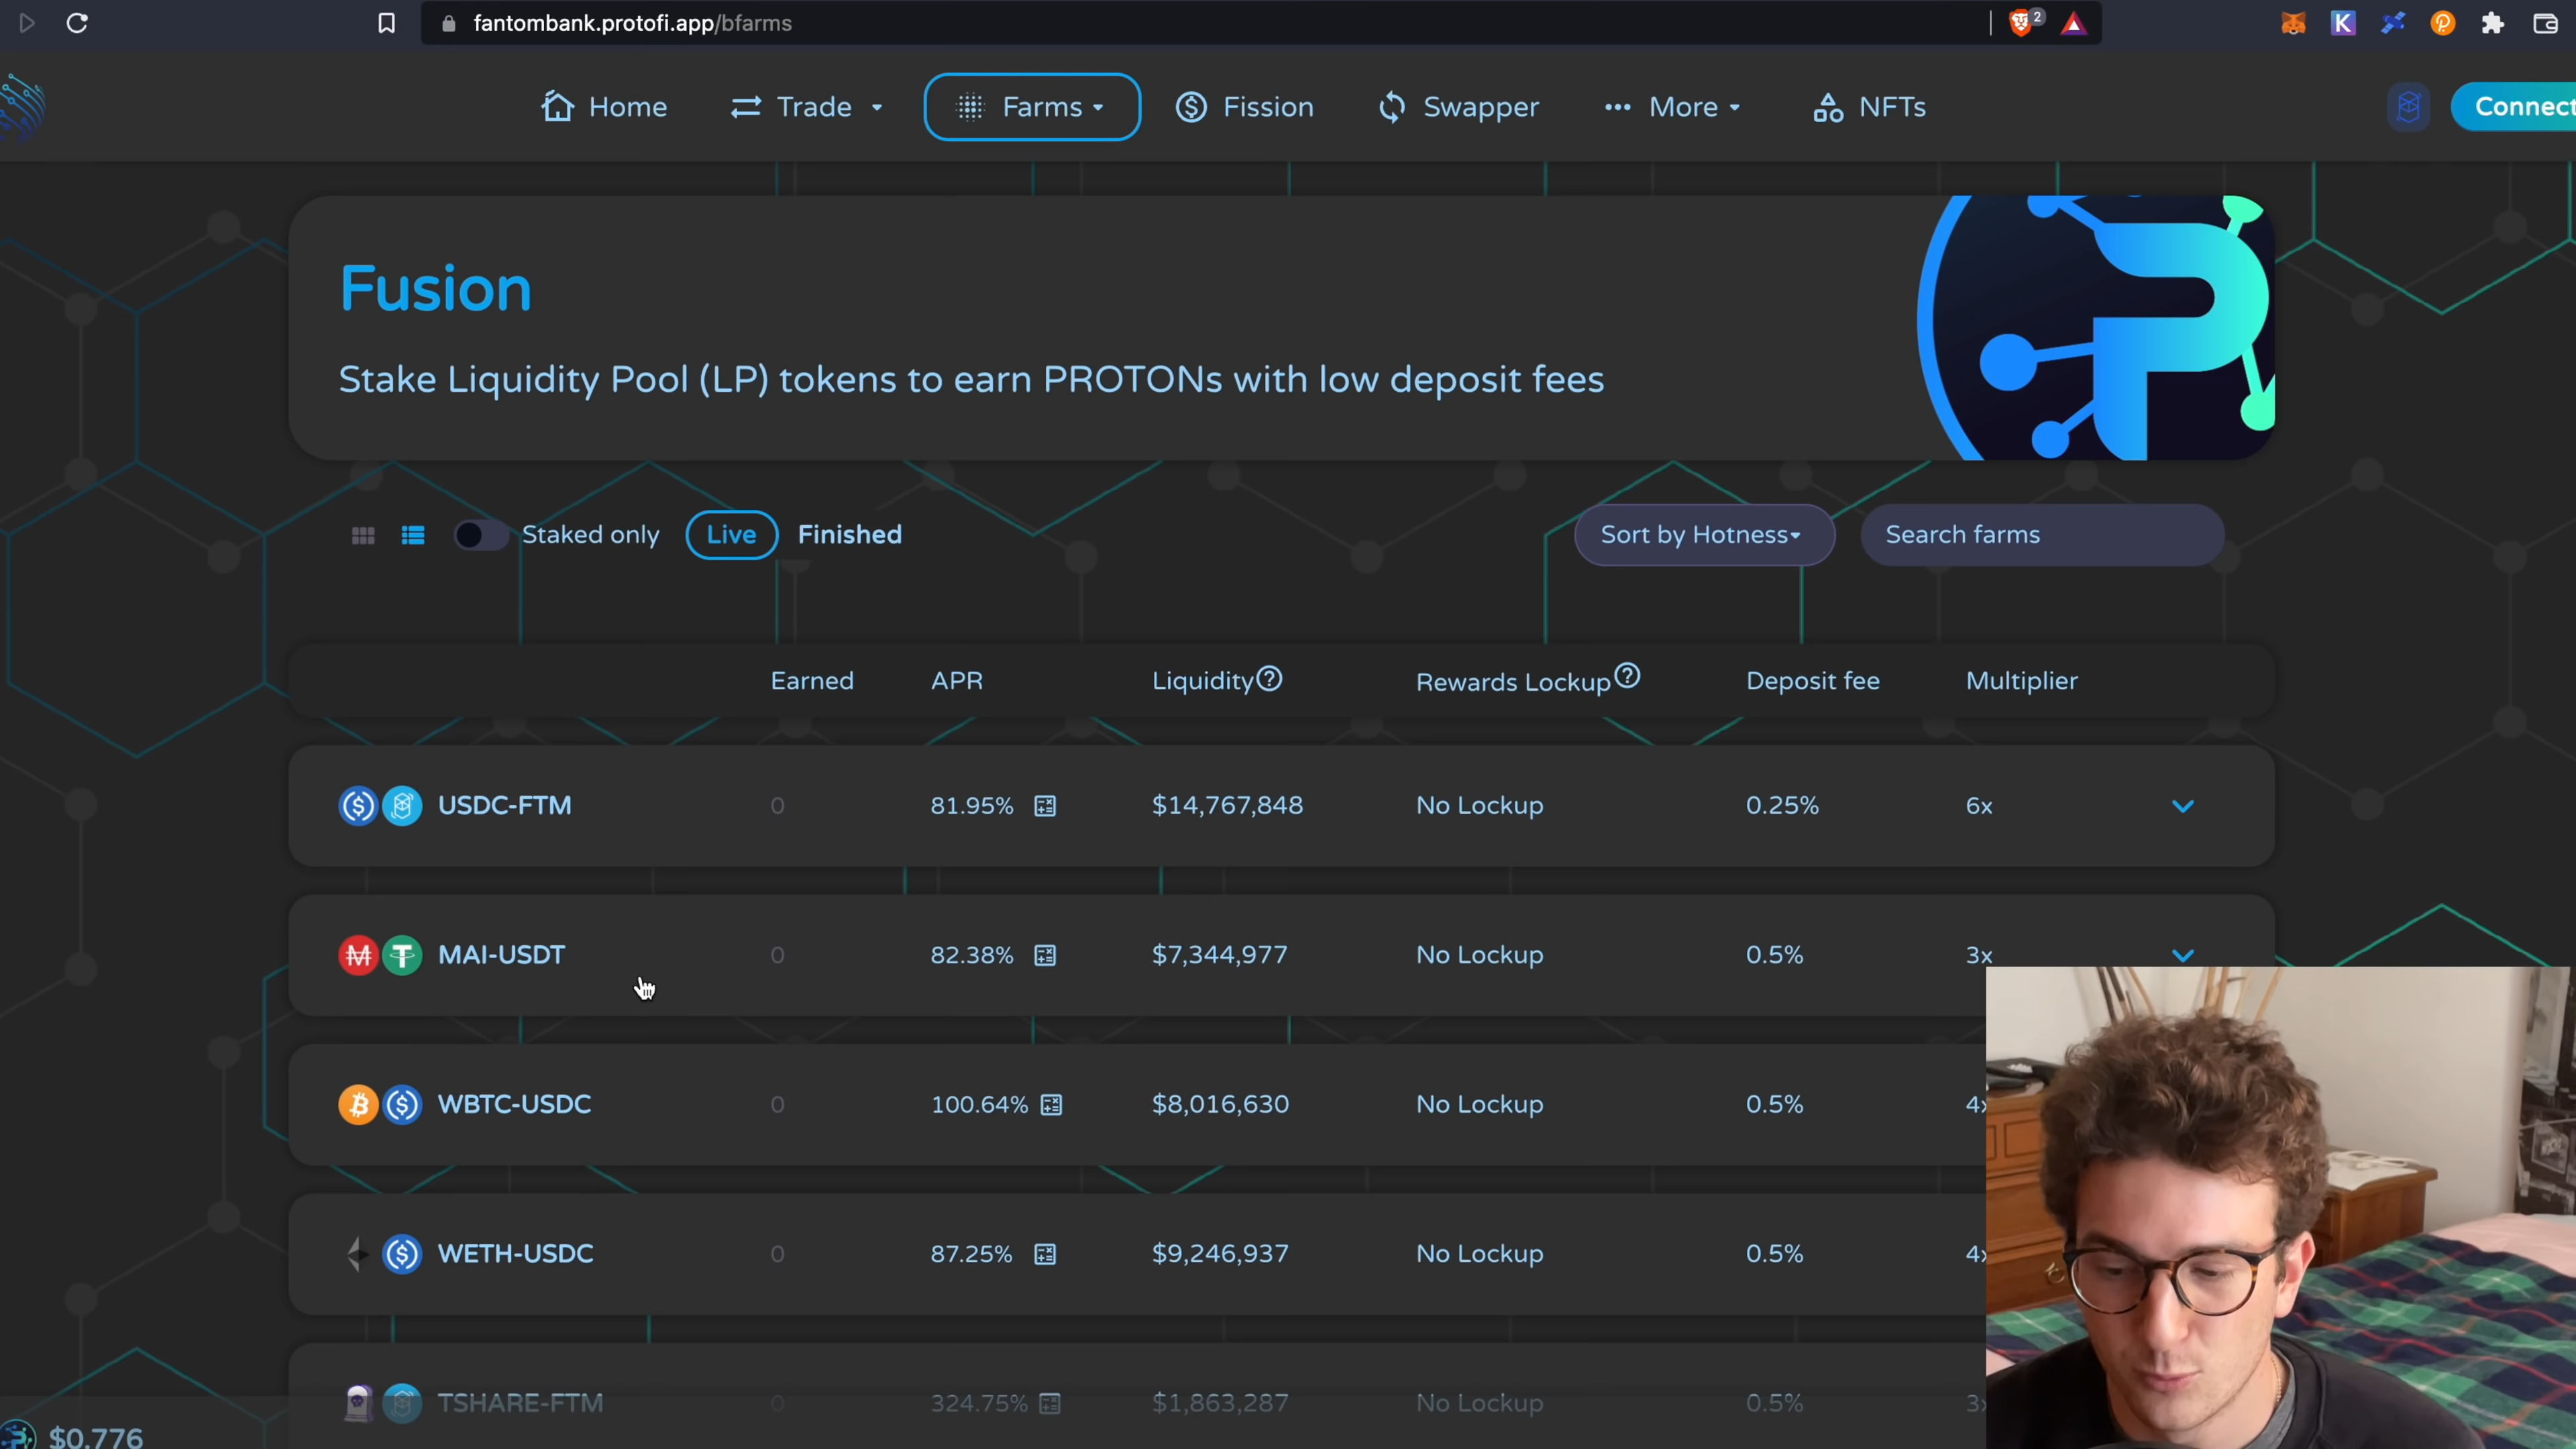 fantombank.protofi.app/bfarms
2
K
Home
Trade
Farms
Fission
Swapper
More
NFTs
Connect
Fusion
Stake Liquidity Pool (LP) tokens to earn PROTONs with low deposit fees
Staked only
Live
Finished
Sort by Hotness
Search farms
Earned APR Liquidity? Rewards Lockup? Deposit fee Multiplier
USDC-FTM 0 81.95% $14,767,848 No Lockup 0.25% 6x
MAI-USDT 0 82.38% $7,344,977 No Lockup 0.5% 3x
WBTC-USDC 0 100.64% $8,016,630 No Lockup 0.5%
WETH-USDC 0 87.25% $9,246,937 No Lockup 0.5%
TSHARE-FTM 0 324.75% $1,863,287 No Lockup 0.5%
$0.776